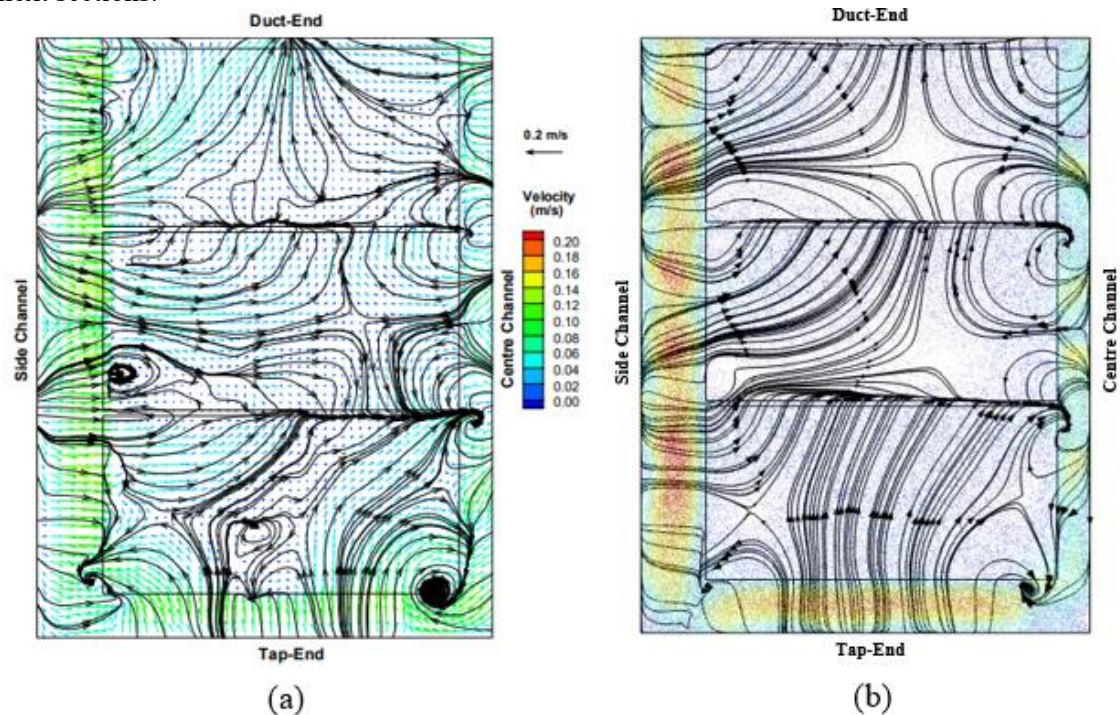 next sections.
Duct-End
Duct-End
Side Channel
0.2 m/s
Velocity
(m/s)
0.20
0.18
0.16
0.14
0.12
0.10
0.08
0.06
0.04
0.02
0.00
Centre Channel
Side Channel
Centre Channel
Tap-End
Tap-End
(a)
(b)